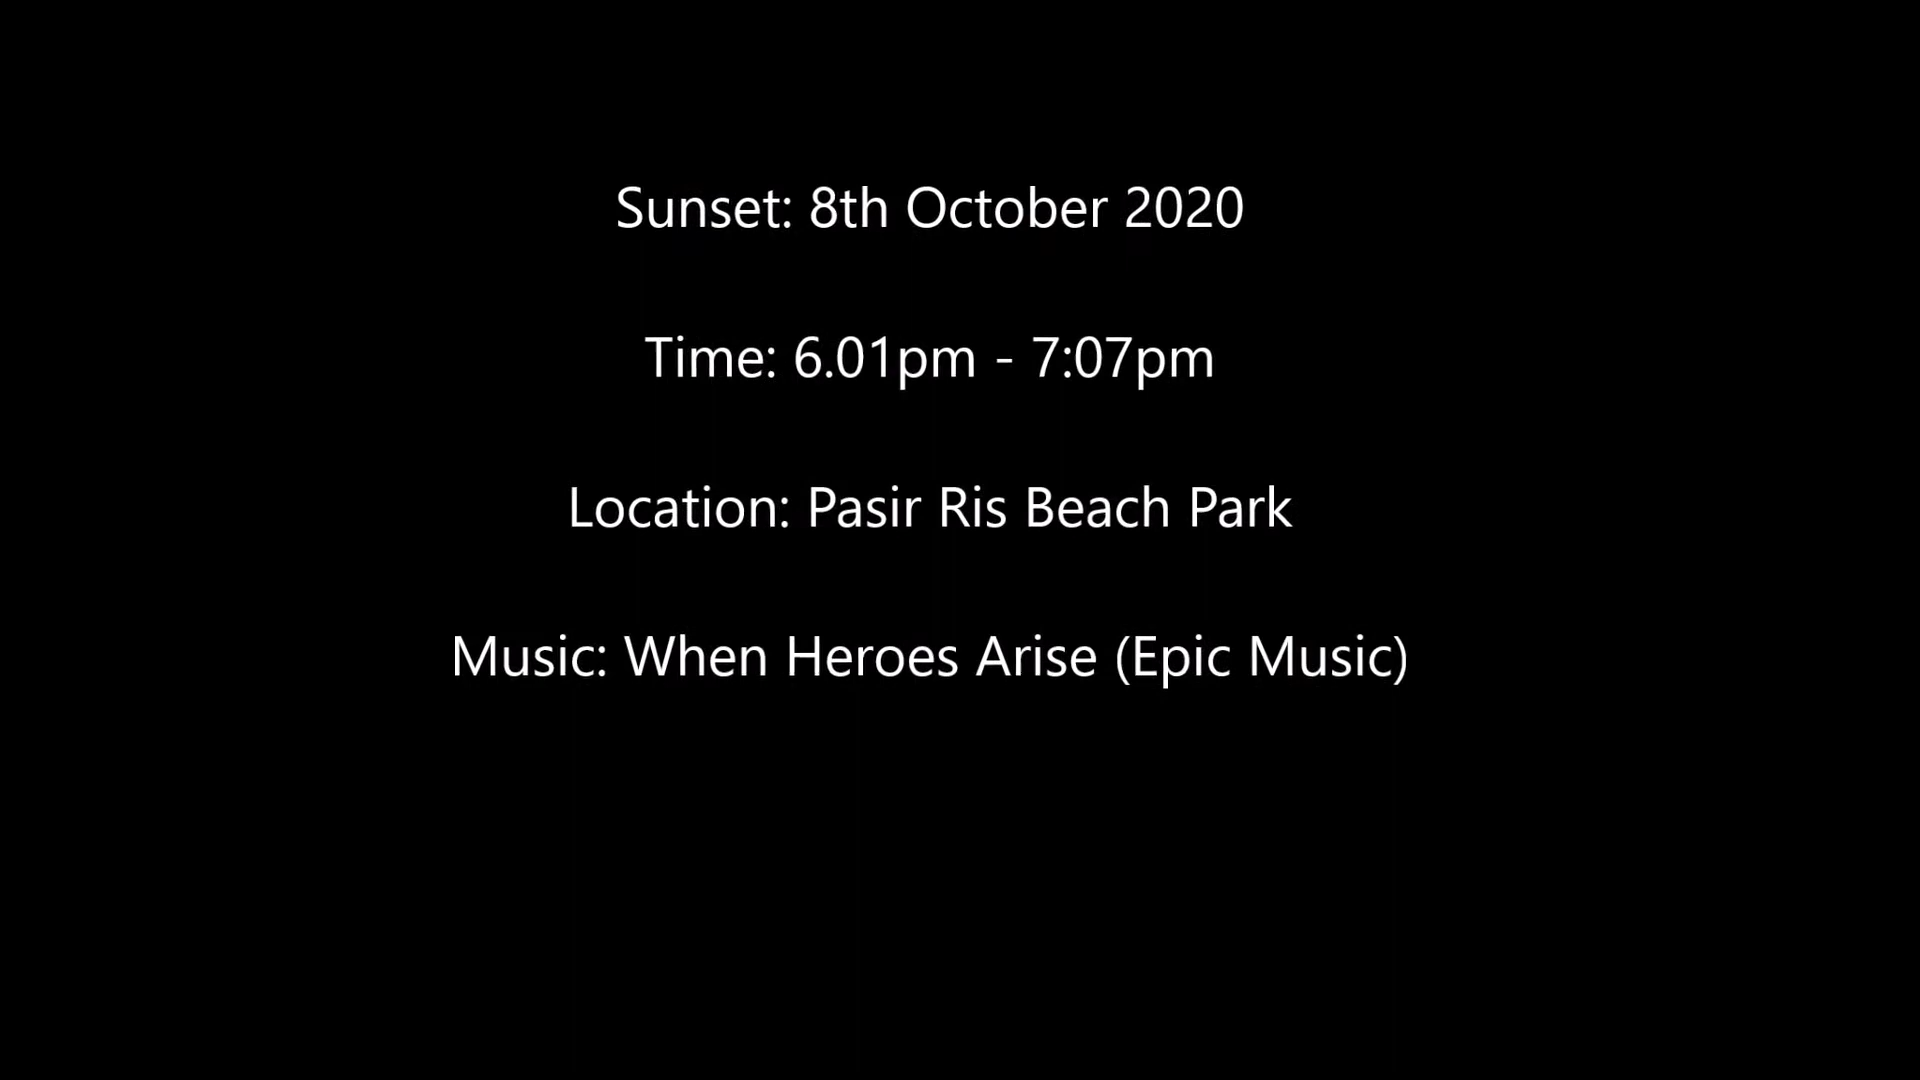 Sunset: 8th October 2020
Time: 6.01pm - 7:07pm
Location: Pasir Ris Beach Park
Music: When Heroes Arise (Epic Music)